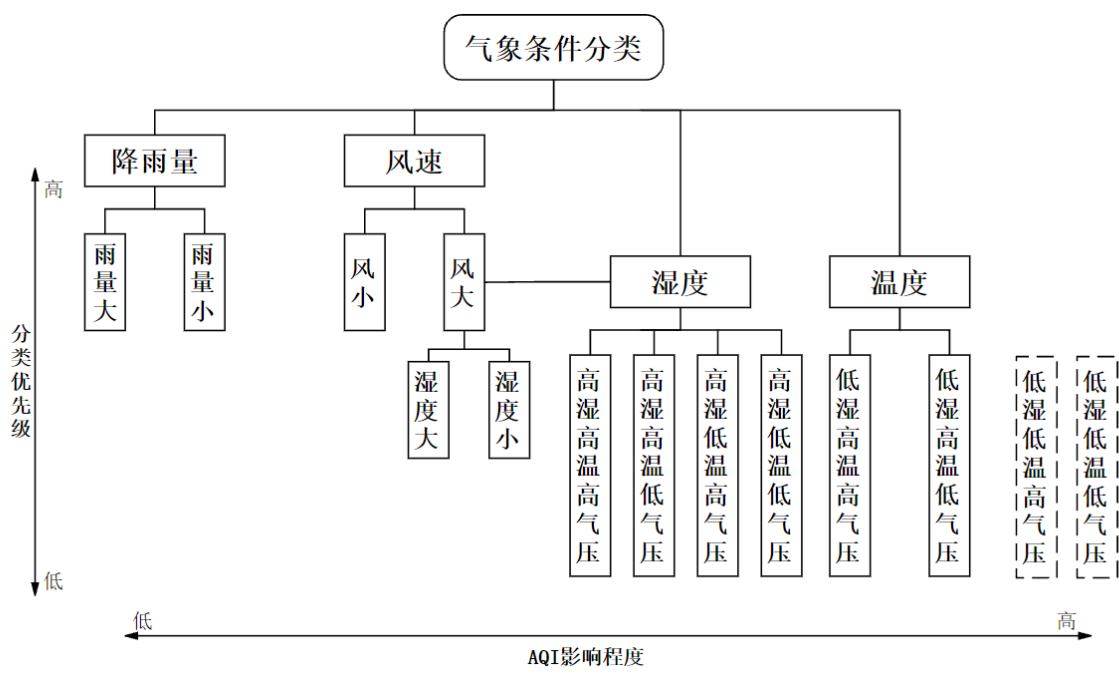 气象条件分类
降雨量
风速
高
雨量大
雨量小
风小
风大
湿度
温度
分类优先级
湿度大
湿度小
高湿高温高气压
高湿高温低气压
高湿低温高气压
高湿低温低气压
低湿高温高气压
低湿高温低气压
低湿低温高气压
低湿低温低气压
低
低
高
AQI影响程度